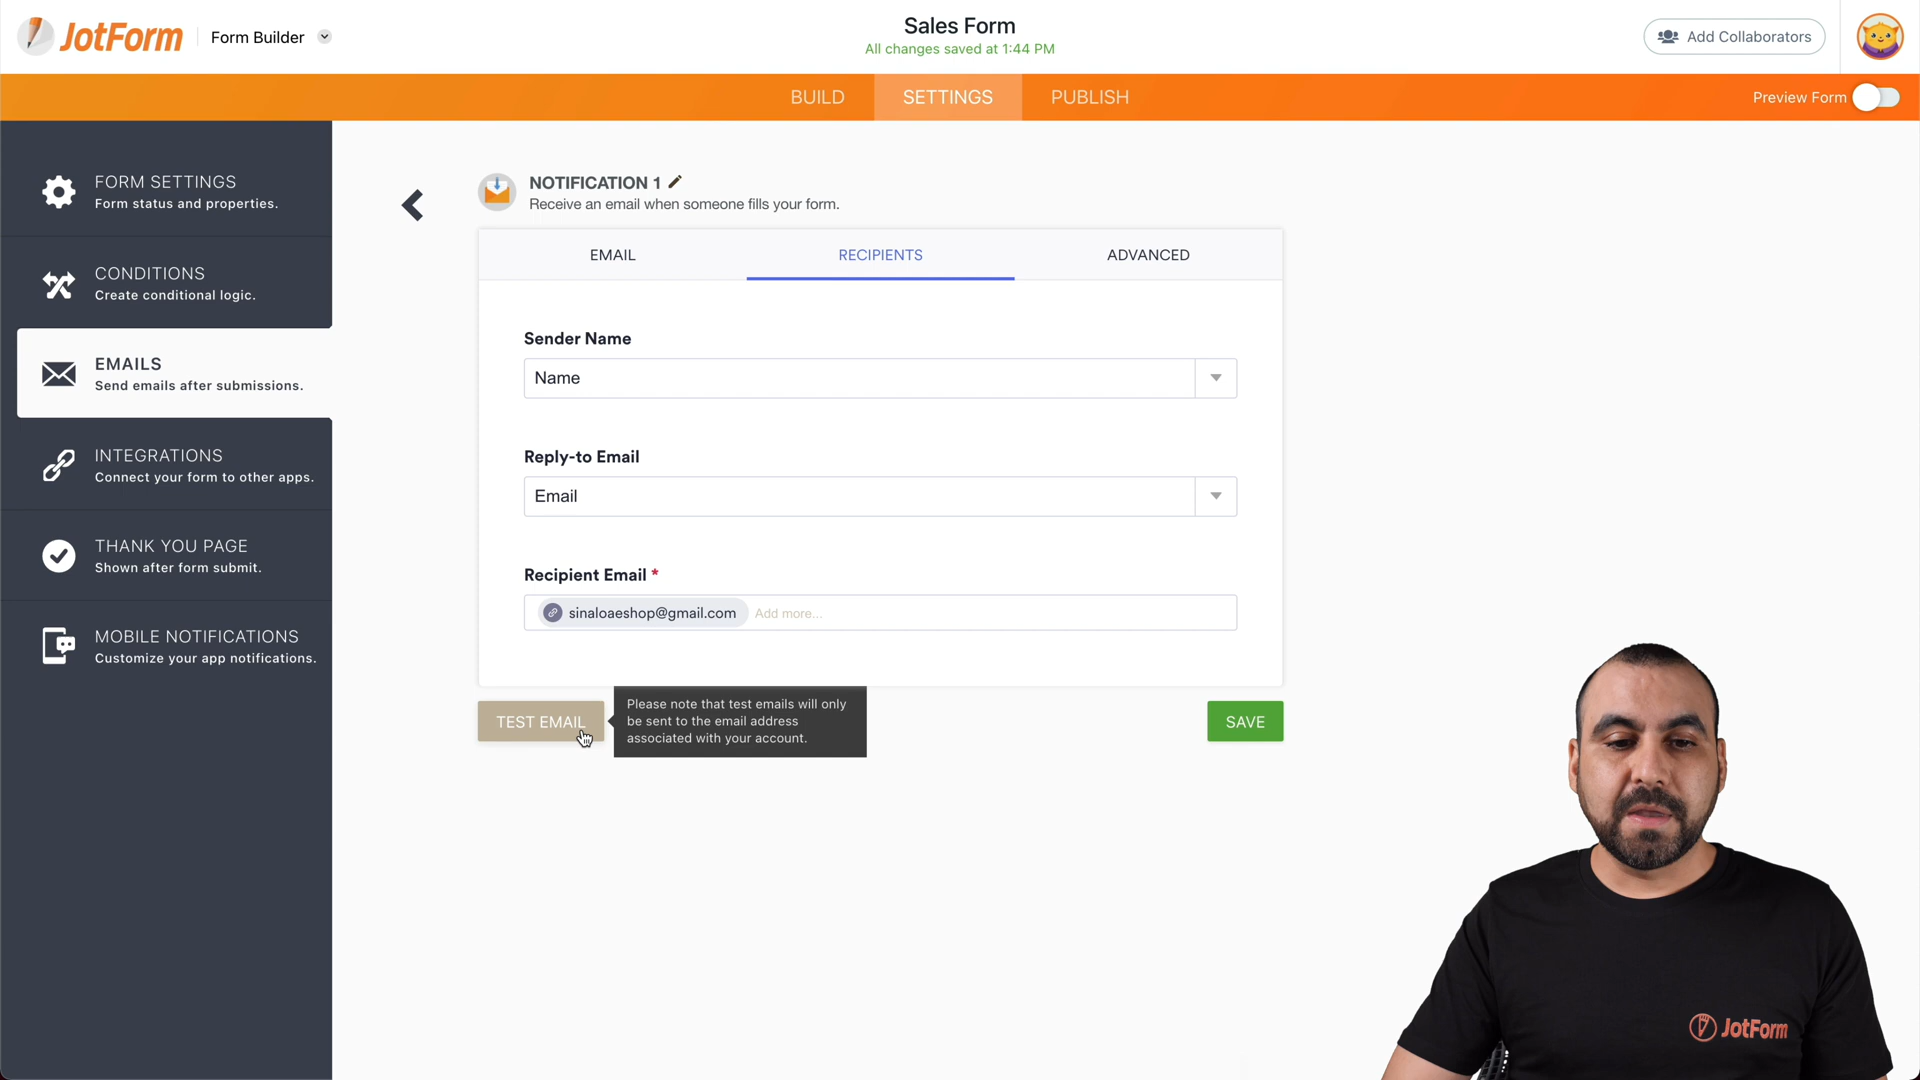 JotForm
Form Builder
Sales Form
All changes saved at 1:44 PM
Add Collaborators
BUILD
SETTINGS
PUBLISH
Preview Form
FORM SETTINGS
Form status and properties.
CONDITIONS
Create conditional logic.
EMAILS
Send emails after submissions.
INTEGRATIONS
Connect your form to other apps.
THANK YOU PAGE
Shown after form submit.
MOBILE NOTIFICATIONS
Customize your app notifications.
NOTIFICATION 1
Receive an email when someone fills your form.
EMAIL
RECIPIENTS
ADVANCED
Sender Name
Name
Reply-to Email
Email
Recipient Email *
sinaloaeshop@gmail.com Add more...
TEST EMAIL
Please note that test emails will only
be sent to the email address
associated with your account.
SAVE
JotForm